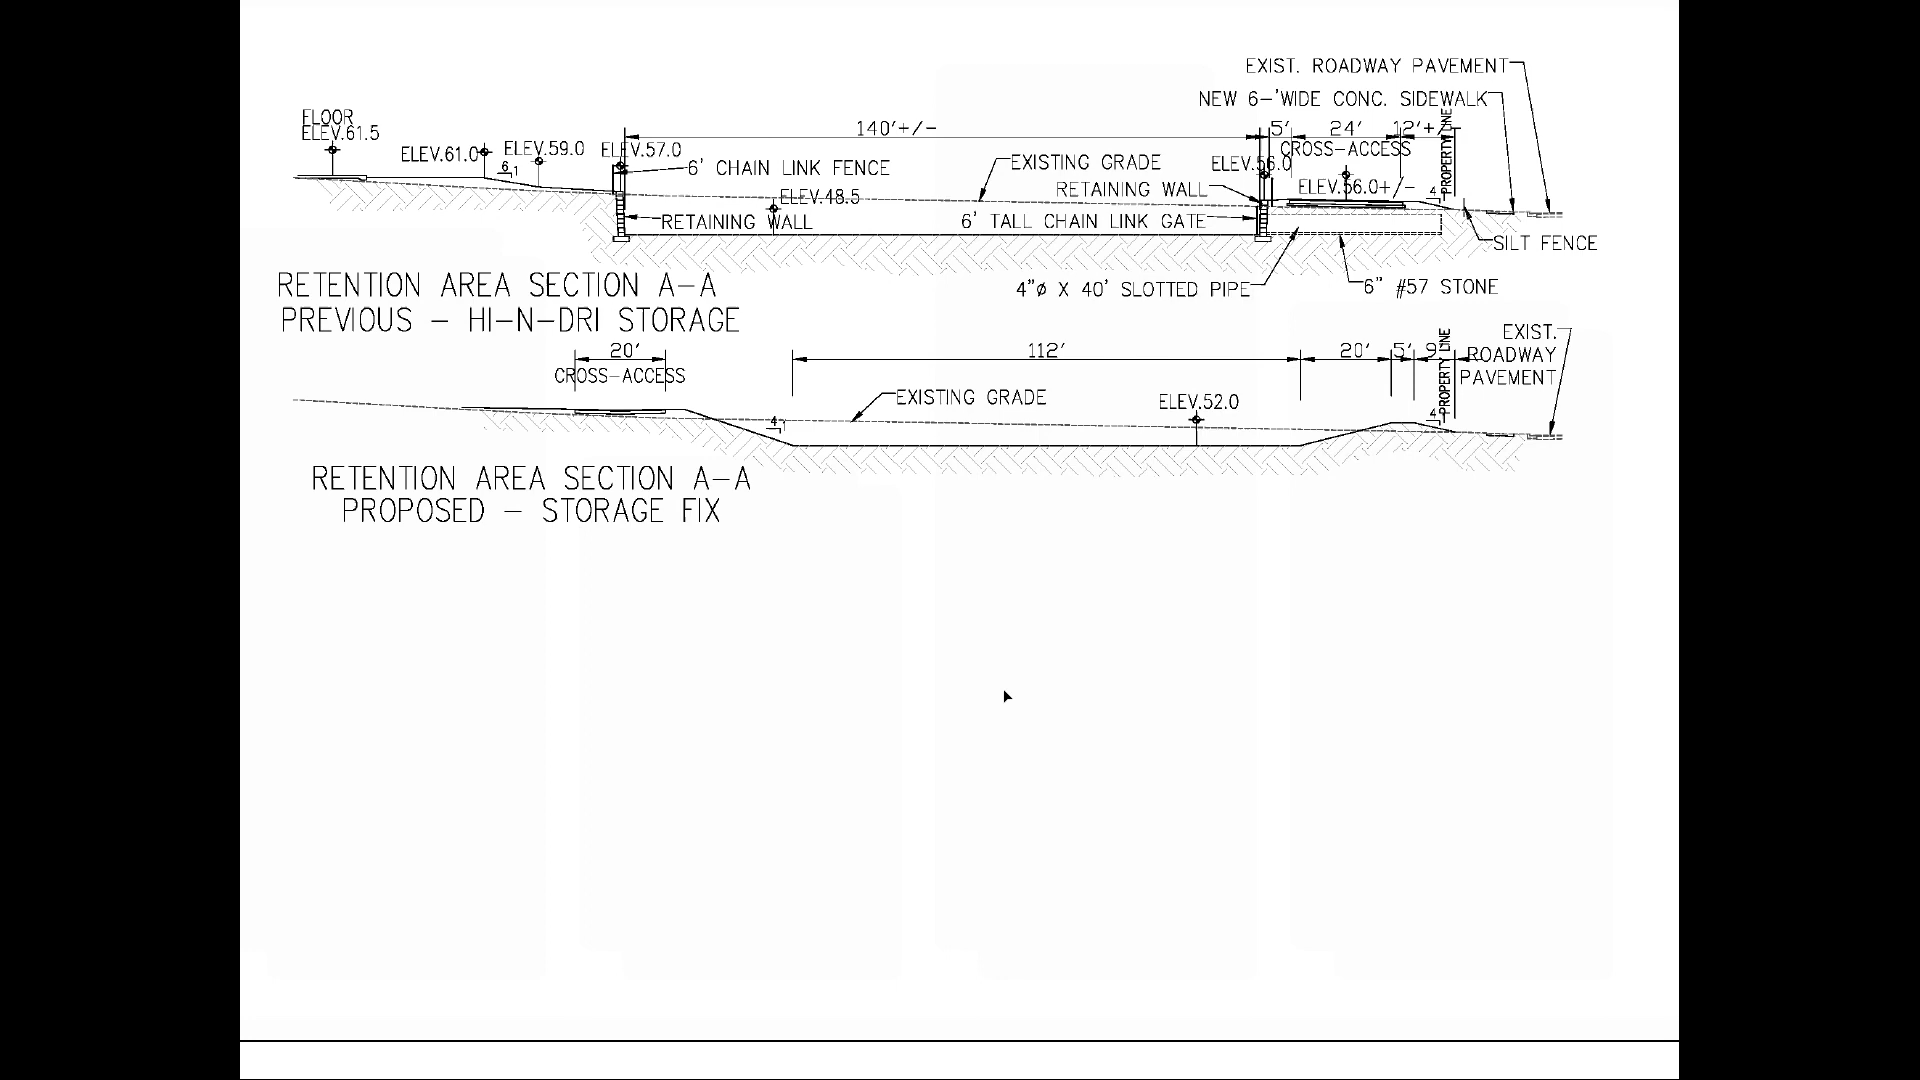 EXIST. ROADWAY PAVEMENT
NEW 6-'WIDE CONC. SIDEWALK
FLOOR
ELEV.61.5
ELEV.61.0
ELEV.59.0
ELEV.57.0
140'+/-
5'
24'
12'+/-
CROSS-ACCESS
PROPERTY LINE
6
1
6' CHAIN LINK FENCE
EXISTING GRADE
ELEV.56.0
RETAINING WALL
ELEV.56.0+/-
4
ELEV.48.5
RETAINING WALL
6' TALL CHAIN LINK GATE
SILT FENCE
4"ø X 40' SLOTTED PIPE
6" #57 STONE
RETENTION AREA SECTION A-A
PREVIOUS - HI-N-DRI STORAGE
20'
CROSS-ACCESS
112'
20'
5'
9'
PROPERTY LINE
EXIST.
ROADWAY
PAVEMENT
EXISTING GRADE
ELEV.52.0
4
1
4
RETENTION AREA SECTION A-A
PROPOSED - STORAGE FIX